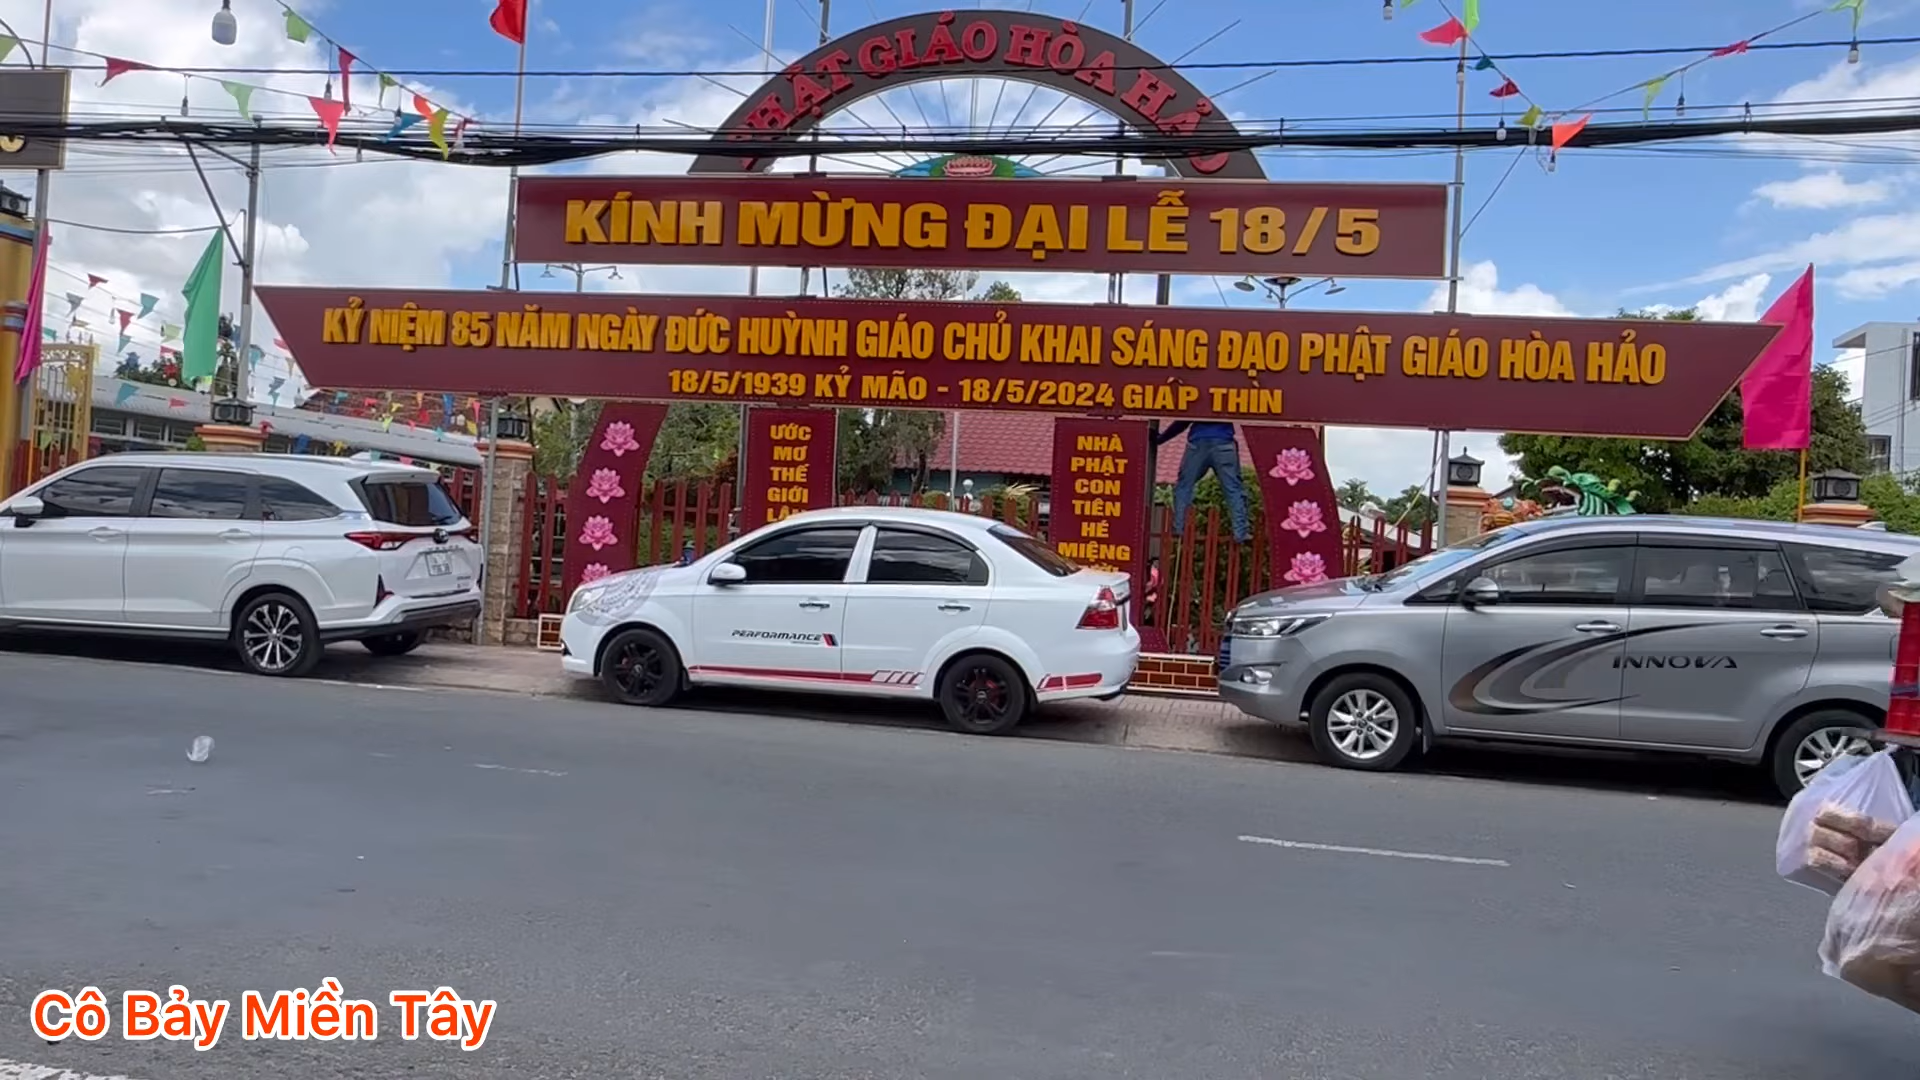 PHẬT GIÁO HÒA HẢO
KÍNH MỪNG ĐẠI LỄ 18/5
KỶ NIỆM 85 NĂM NGÀY ĐỨC HUỲNH GIÁO CHỦ KHAI SÁNG ĐẠO PHẬT GIÁO HÒA HẢO
18/5/1939 KỶ MÃO - 18/5/2024 GIÁP THÌN
ƯỚC
MƠ
THẾ
GIỚI
NHÀ
PHẬT
CON
TIÊN
HÉ
MIỆNG
PERFORMANCE
INNOVA
Cô Bảy Miền Tây